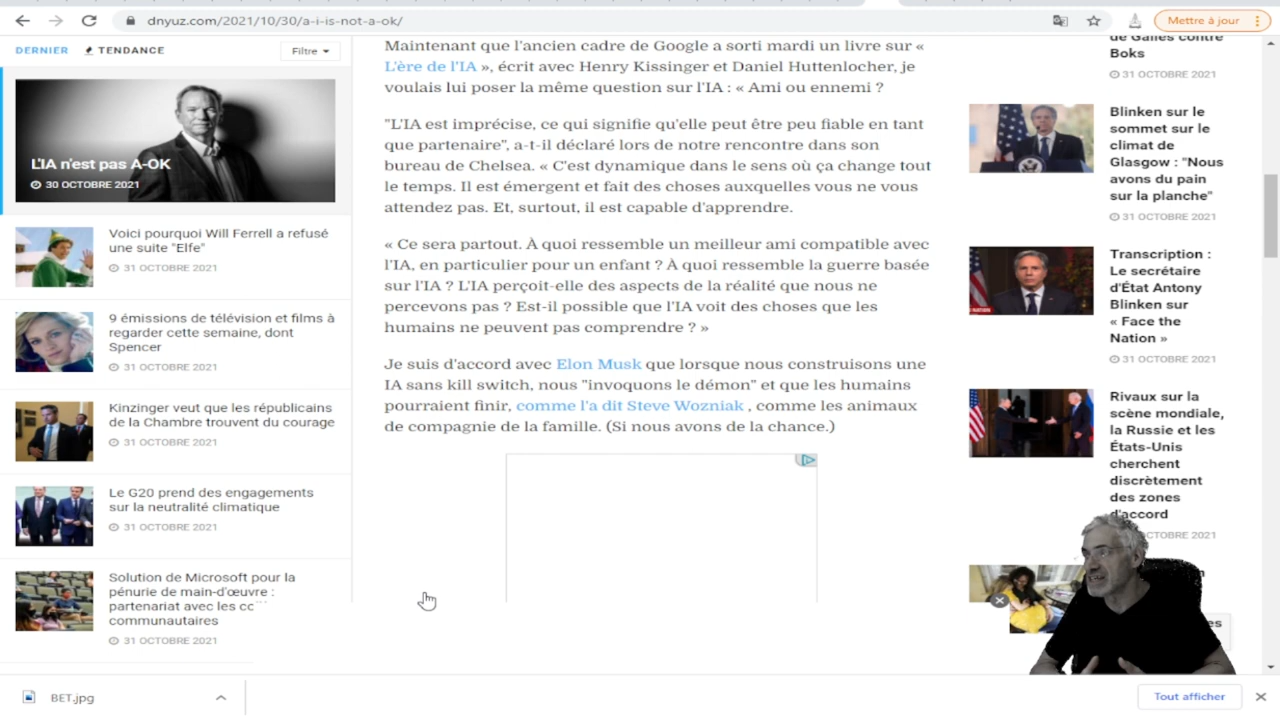 dnyuz.com/2021/10/30/a-i-is-not-a-ok/
Mettre à jour
DERNIER
TENDANCE
Filtre
L'IA n'est pas A-OK
30 OCTOBRE 2021
Voici pourquoi Will Ferrell a refusé
une suite "Elfe"
31 OCTOBRE 2021
9 émissions de télévision et films à
regarder cette semaine, dont
Spencer
31 OCTOBRE 2021
Kinzinger veut que les républicains
de la Chambre trouvent du courage
31 OCTOBRE 2021
Le G20 prend des engagements
sur la neutralité climatique
31 OCTOBRE 2021
Solution de Microsoft pour la
pénurie de main-d'œuvre :
partenariat avec les
communautaires
31 OCTOBRE 2021
Maintenant que l'ancien cadre de Google a sorti mardi un livre sur «
L'ère de l'IA », écrit avec Henry Kissinger et Daniel Huttenlocher, je
voulais lui poser la même question sur l'IA : « Ami ou ennemi ?
"L'IA est imprécise, ce qui signifie qu'elle peut être peu fiable en tant
que partenaire", a-t-il déclaré lors de notre rencontre dans son
bureau de Chelsea. « C'est dynamique dans le sens où ça change tout
le temps. Il est émergent et fait des choses auxquelles vous ne vous
attendez pas. Et, surtout, il est capable d'apprendre.
« Ce sera partout. À quoi ressemble un meilleur ami compatible avec
l'IA, en particulier pour un enfant ? À quoi ressemble la guerre basée
sur l'IA ? L'IA perçoit-elle des aspects de la réalité que nous ne
percevons pas ? Est-il possible que l'IA voit des choses que les
humains ne peuvent pas comprendre ? »
Je suis d'accord avec Elon Musk que lorsque nous construisons une
IA sans kill switch, nous "invoquons le démon" et que les humains
pourraient finir, comme l'a dit Steve Wozniak , comme les animaux
de compagnie de la famille. (Si nous avons de la chance.)
de Galles contre
Boks
31 OCTOBRE 2021
Blinken sur le
sommet sur le
climat de
Glasgow : "Nous
avons du pain
sur la planche"
31 OCTOBRE 2021
Transcription :
Le secrétaire
d'État Antony
Blinken sur
« Face the
Nation »
31 OCTOBRE 2021
Rivaux sur la
scène mondiale,
la Russie et les
États-Unis
cherchent
discrètement
des zones
d'accord
OCTOBRE 2021
BET.jpg
Tout afficher